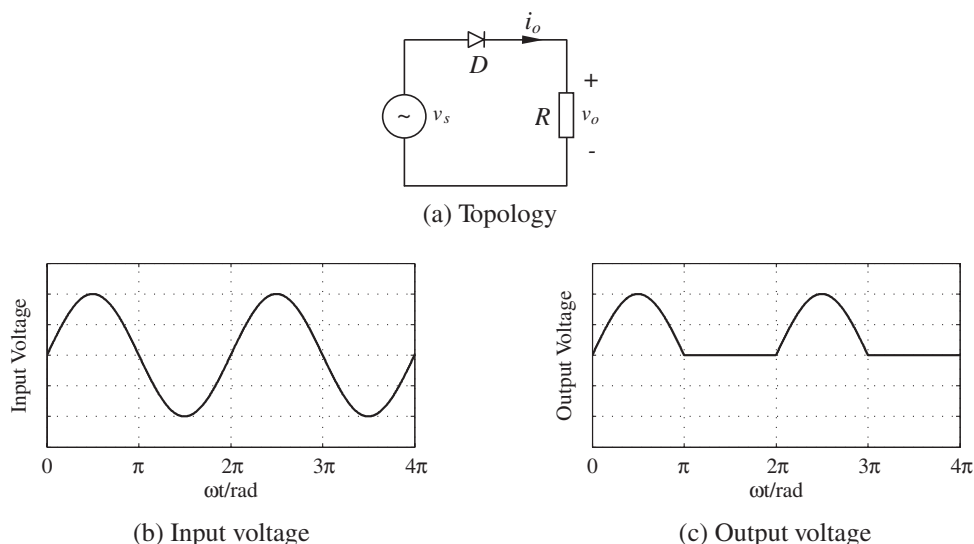 i_o
D
~
v_s
R
+
v_o
-
(a) Topology
Input Voltage
0 π 2π 3π 4π
ωt/rad
(b) Input voltage
Output Voltage
0 π 2π 3π 4π
ωt/rad
(c) Output voltage